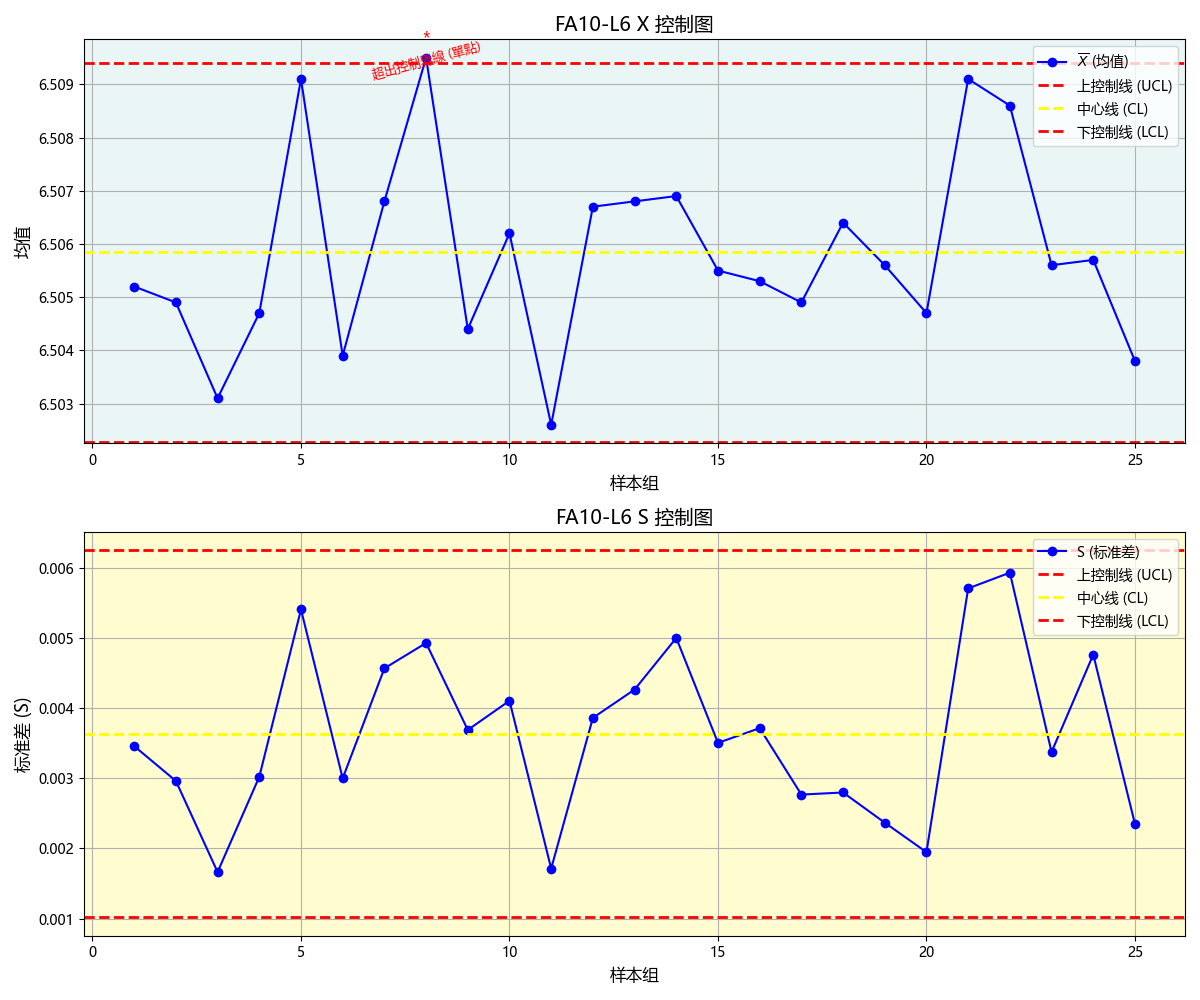 FA10-L6 X 控制图
*
超出控制界線 (單點)
X̅ (均值)
上控制线 (UCL)
中心线 (CL)
下控制线 (LCL)
均值
6.509
6.508
6.507
6.506
6.505
6.504
6.503
0 5 10 15 20 25
样本组
FA10-L6 S 控制图
S (标准差)
上控制线 (UCL)
中心线 (CL)
下控制线 (LCL)
标准差 (S)
0.006
0.005
0.004
0.003
0.002
0.001
0 5 10 15 20 25
样本组